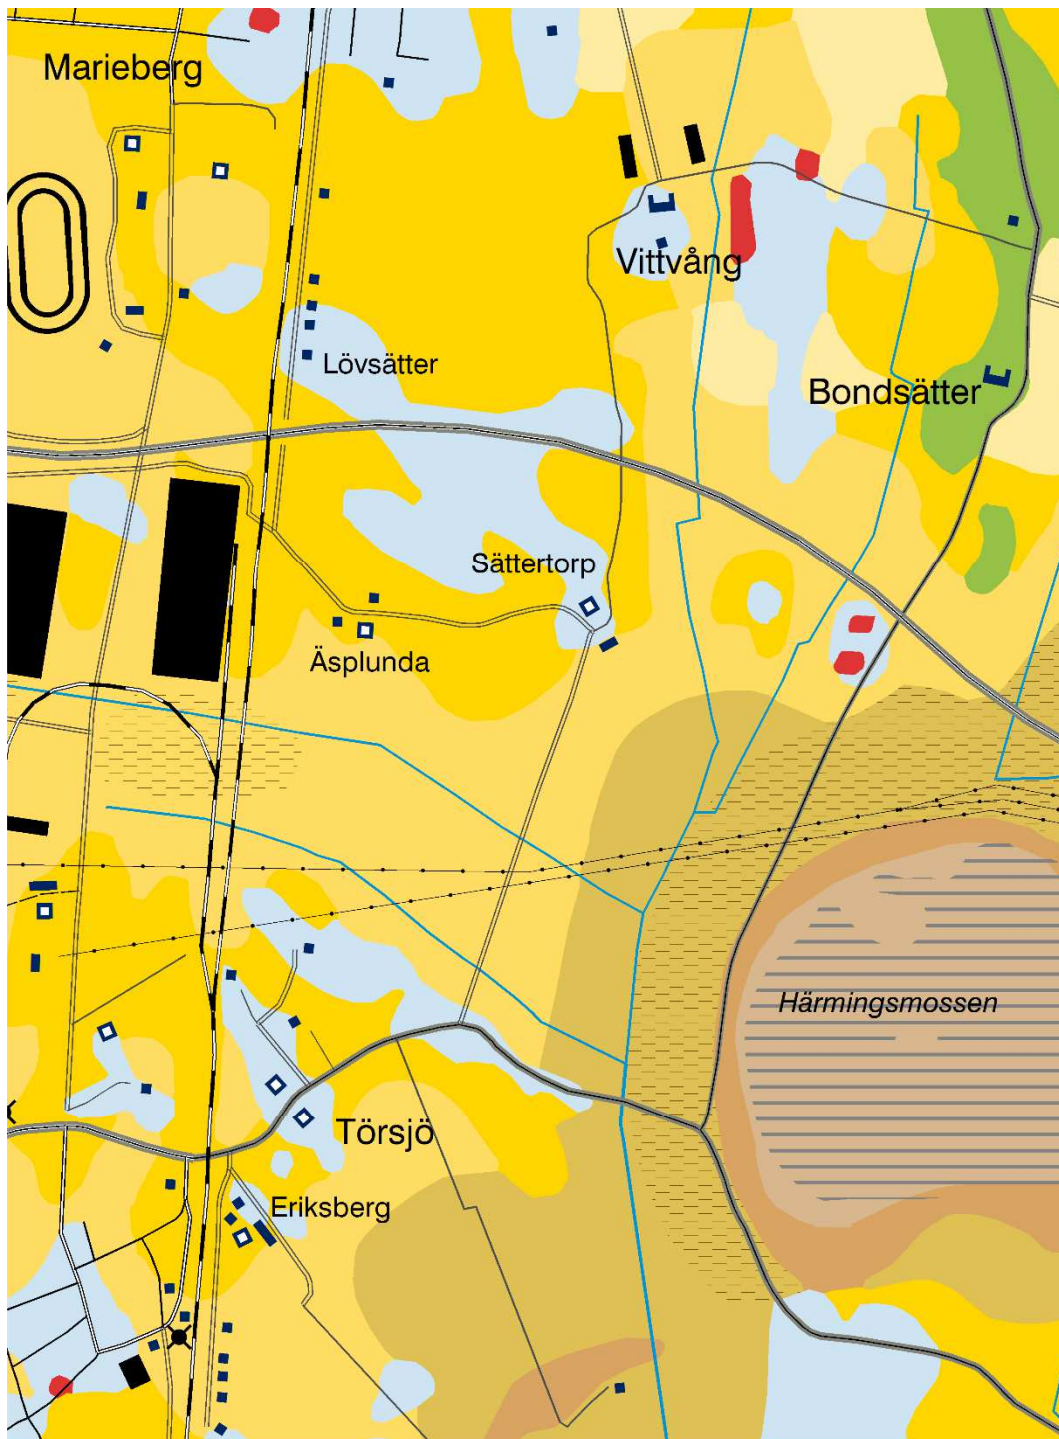 Marieberg
Vittvång
Lövsätter
Bondsätter
Sättertorp
Äsplunda
Härmingsmossen
Törsjö
Eriksberg